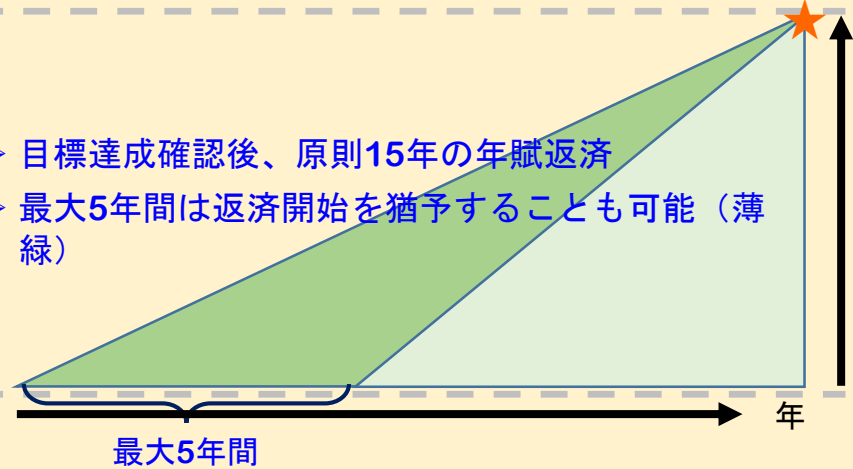 目標達成確認後、原則15年の年賦返済
最大5年間は返済開始を猶予することも可能（薄
緑）
年
最大5年間